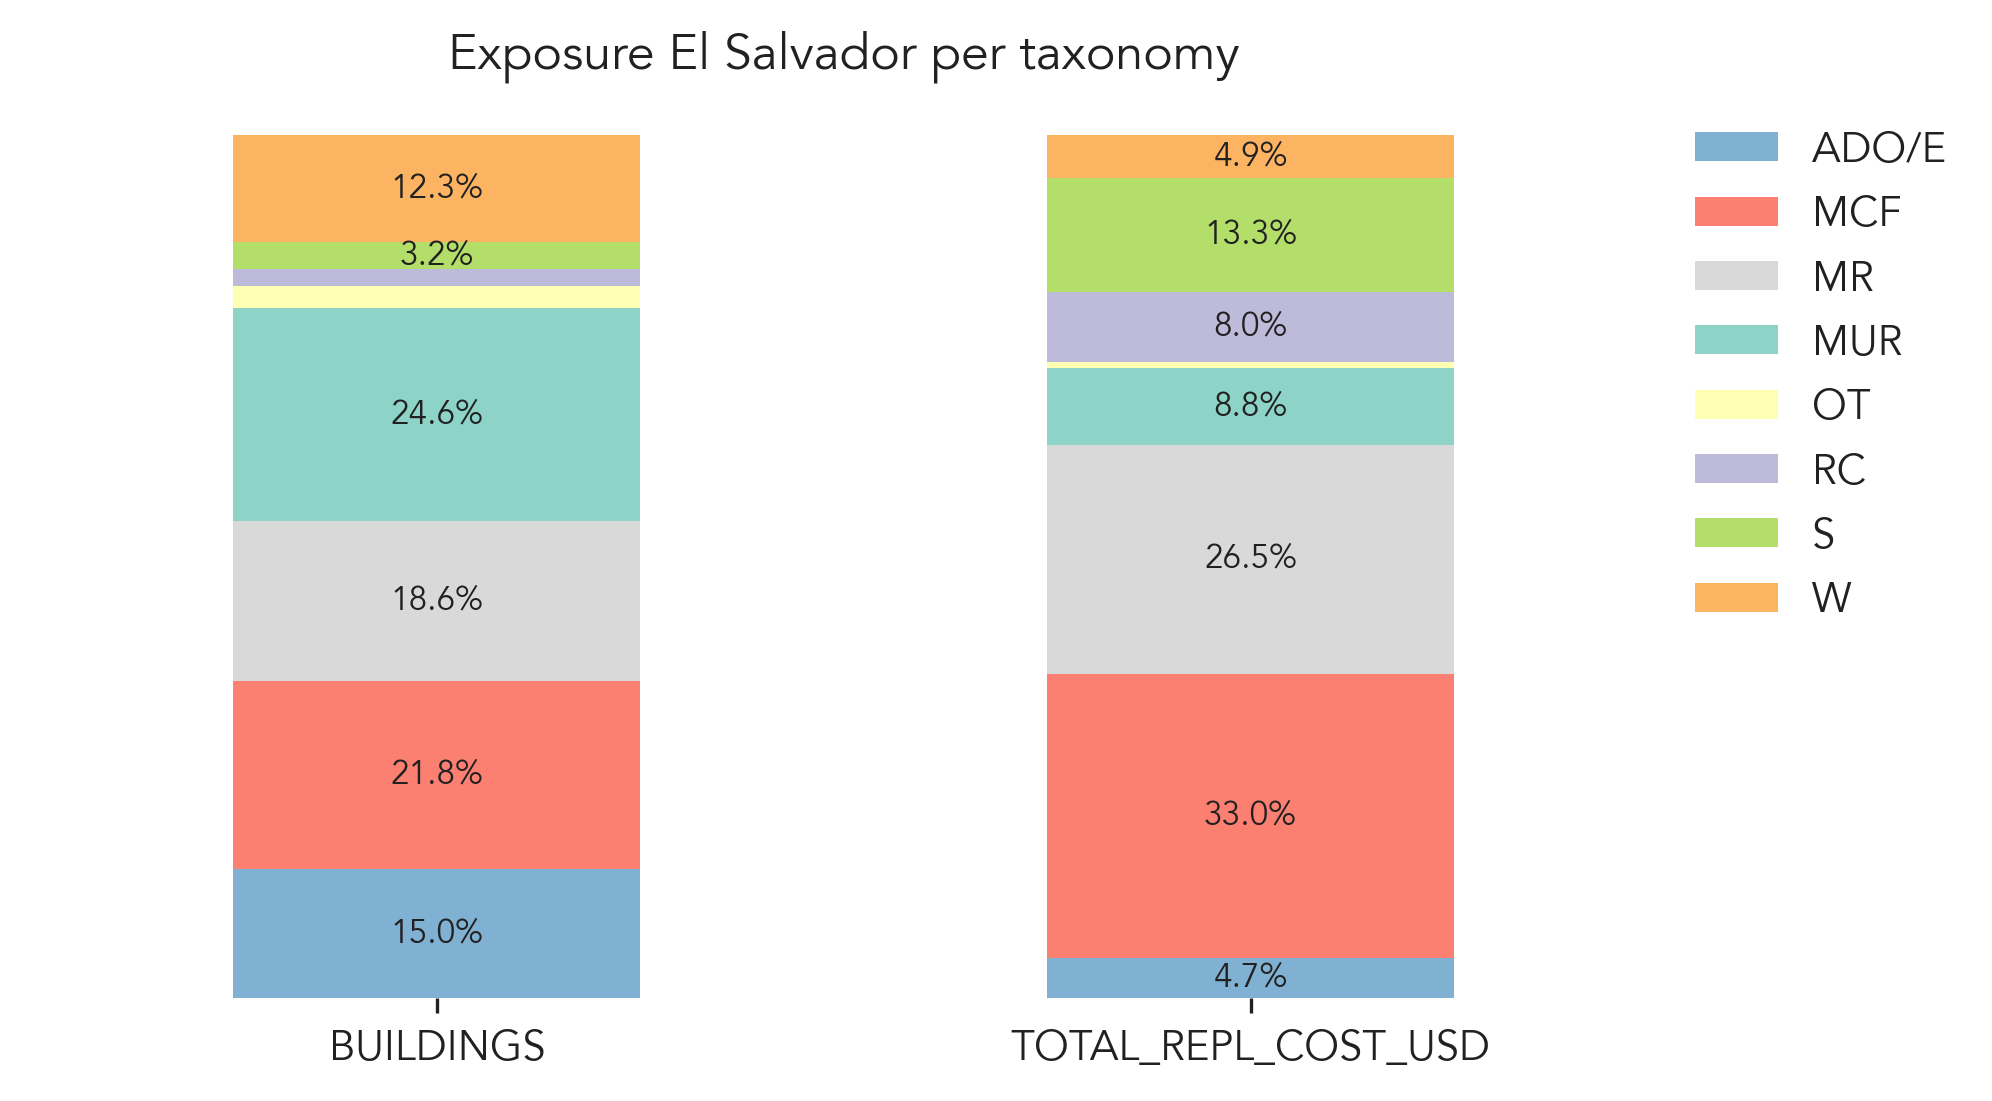 Exposure El Salvador per taxonomy
12.3%
3.2%
24.6%
18.6%
21.8%
15.0%
BUILDINGS
4.9%
13.3%
8.0%
8.8%
26.5%
33.0%
4.7%
TOTAL_REPL_COST_USD
ADO/E
MCF
MR
MUR
OT
RC
S
W